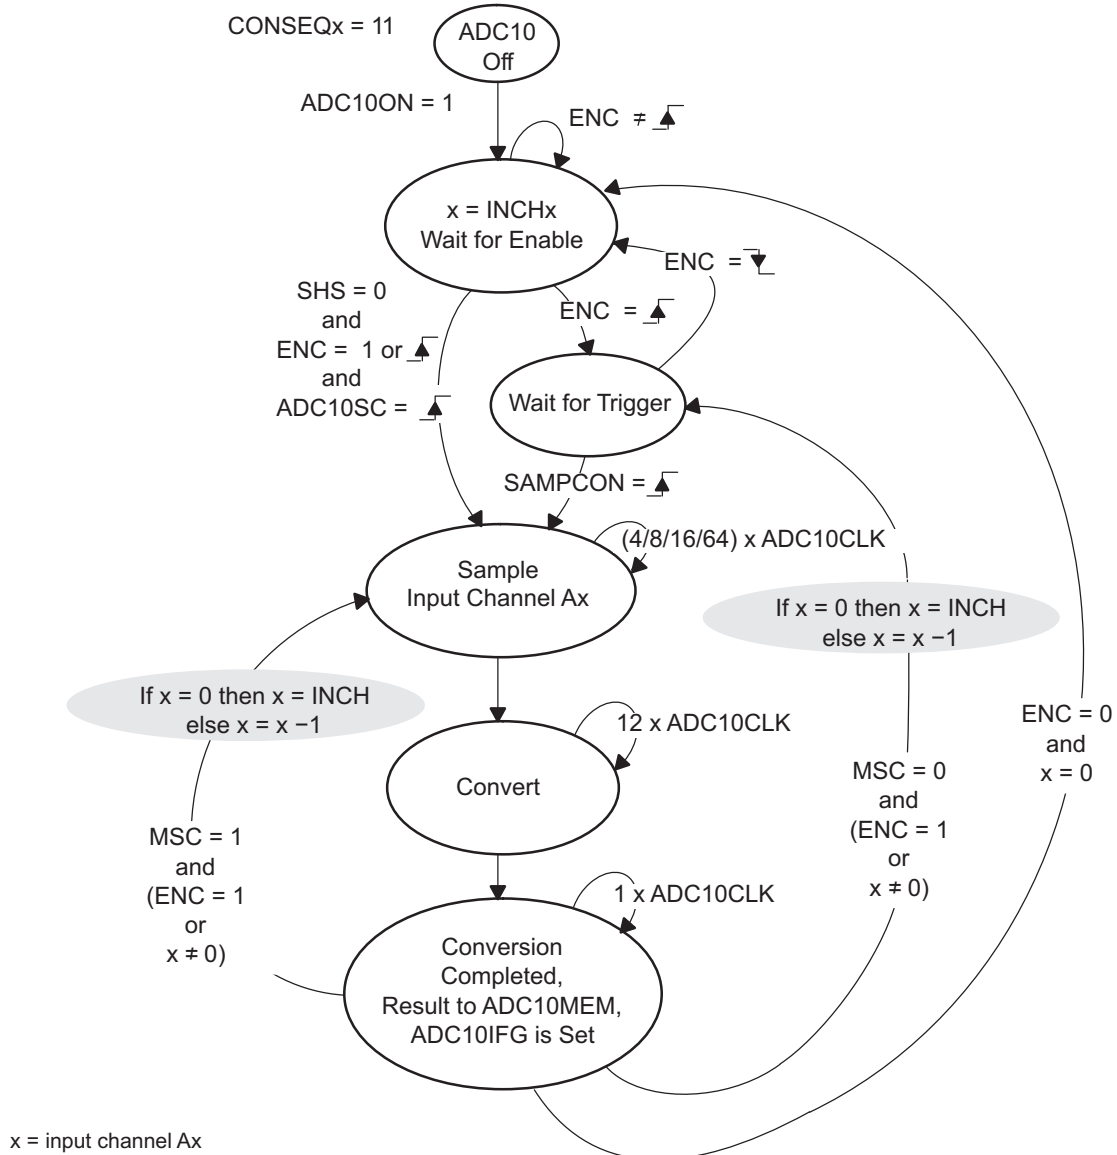 CONSEQx = 11
ADC10
Off
ADC10ON = 1
ENC ≠
x = INCHx
Wait for Enable
ENC =
SHS = 0
and
ENC = 1 or
and
ADC10SC =
ENC =
Wait for Trigger
SAMPCON =
(4/8/16/64) x ADC10CLK
Sample
Input Channel Ax
If x = 0 then x = INCH
else x = x −1
If x = 0 then x = INCH
else x = x −1
12 x ADC10CLK
Convert
ENC = 0
and
x = 0
MSC = 0
and
(ENC = 1
or
x ≠ 0)
MSC = 1
and
(ENC = 1
or
x ≠ 0)
1 x ADC10CLK
Conversion
Completed,
Result to ADC10MEM,
ADC10IFG is Set
x = input channel Ax